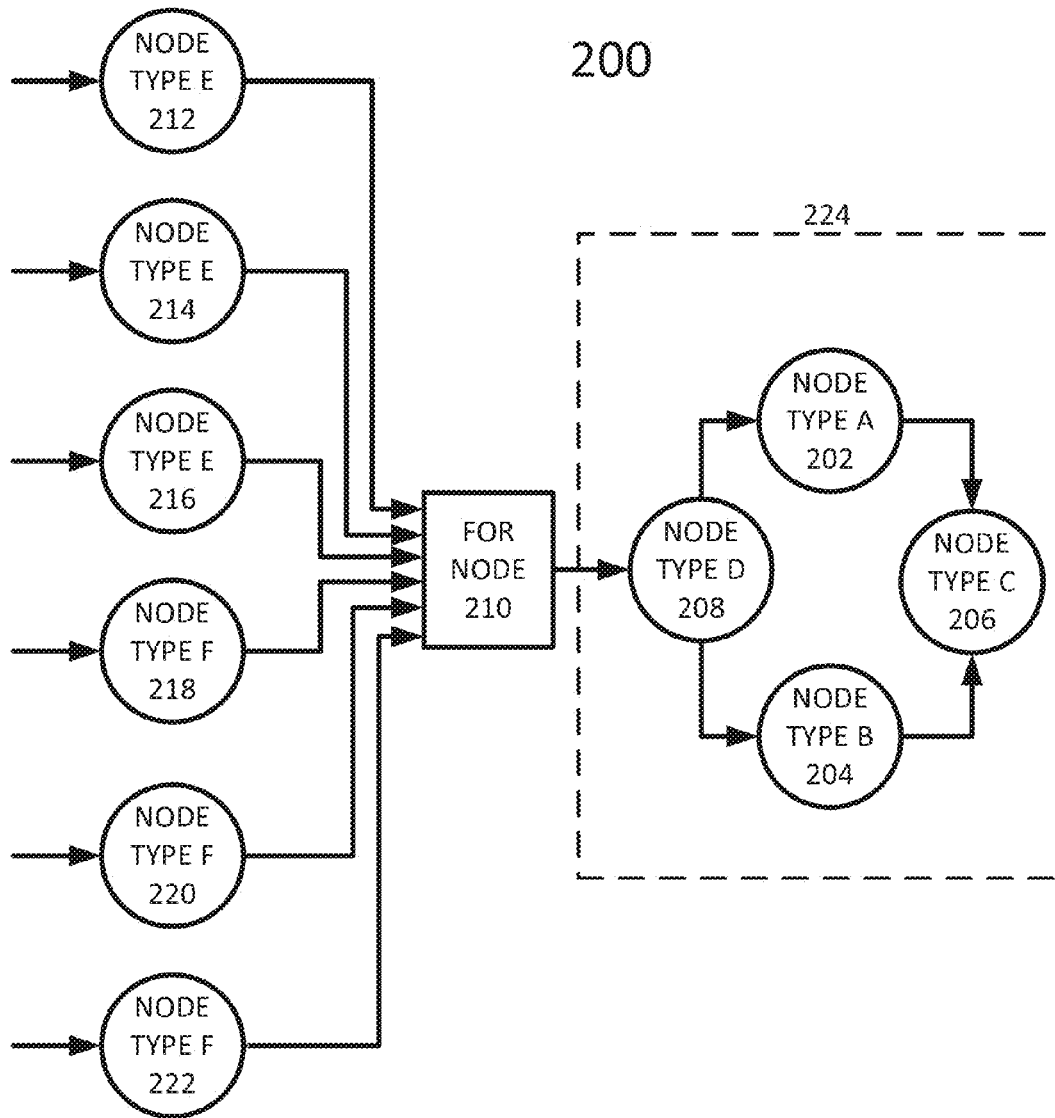 200
NODE
TYPE E
212
NODE
TYPE E
214
NODE
TYPE E
216
NODE
TYPE F
218
NODE
TYPE F
220
NODE
TYPE F
222
FOR
NODE
210
224
NODE
TYPE D
208
NODE
TYPE A
202
NODE
TYPE B
204
NODE
TYPE C
206